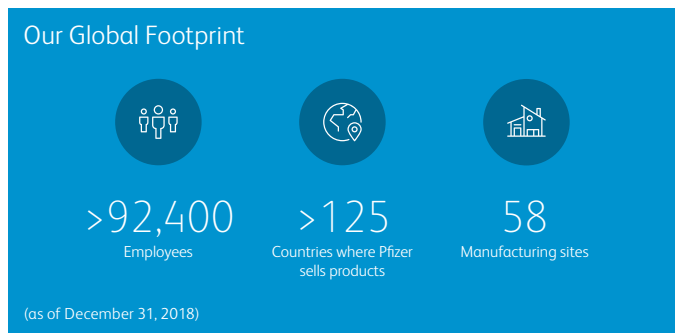 Our Global Footprint
>92,400
Employees
>125
Countries where Pfizer
sells products
58
Manufacturing sites
(as of December 31, 2018)